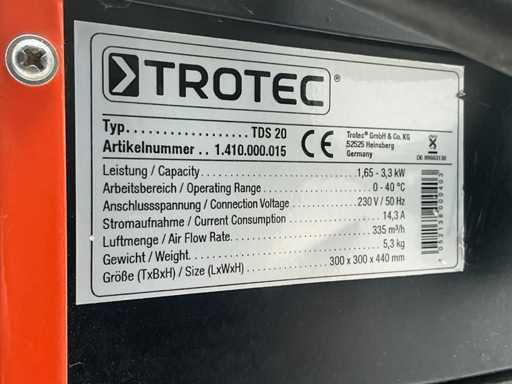 TROTEC®
Typ..................TDS 20
Artikelnummer .. 1.410.000.015
CE
Trotec® GmbH & Co. KG
52525 Heinsberg
Germany
Leistung / Capacity. 1,65 - 3,3 kW
Arbeitsbereich / Operating Range 0 - 40 °C
Anschlussspannung / Connection Voltage 230 V / 50 Hz
Stromaufnahme / Current Consumption 14,3 A
Luftmenge / Air Flow Rate. 335 m³/h
Gewicht / Weight. 5,3 kg
Größe (TxBxH) / Size (LxWxH) 300 x 300 x 440 mm